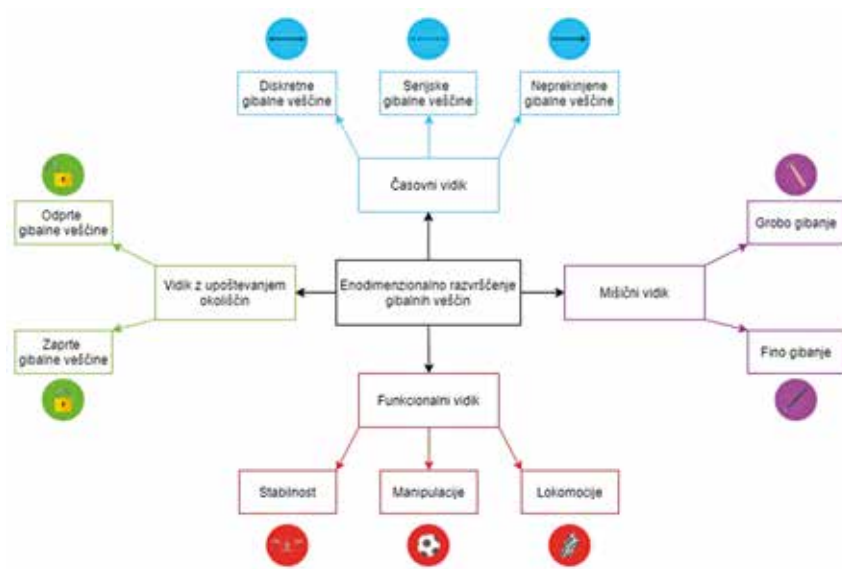 Diskretne
gibalne veščine
Serijske
gibalne veščine
Neprekinjene
gibalne veščine
Časovni vidik
Odprte
gibalne veščine
Grobo gibanje
Vidik z upoštevanjem
okoliščin
Enodimenzionalno razvrščenje
gibalnih veščin
Mišični vidik
Zaprte
gibalne veščine
Fino gibanje
Funkcionalni vidik
Stabilnost
Manipulacije
Lokomocije